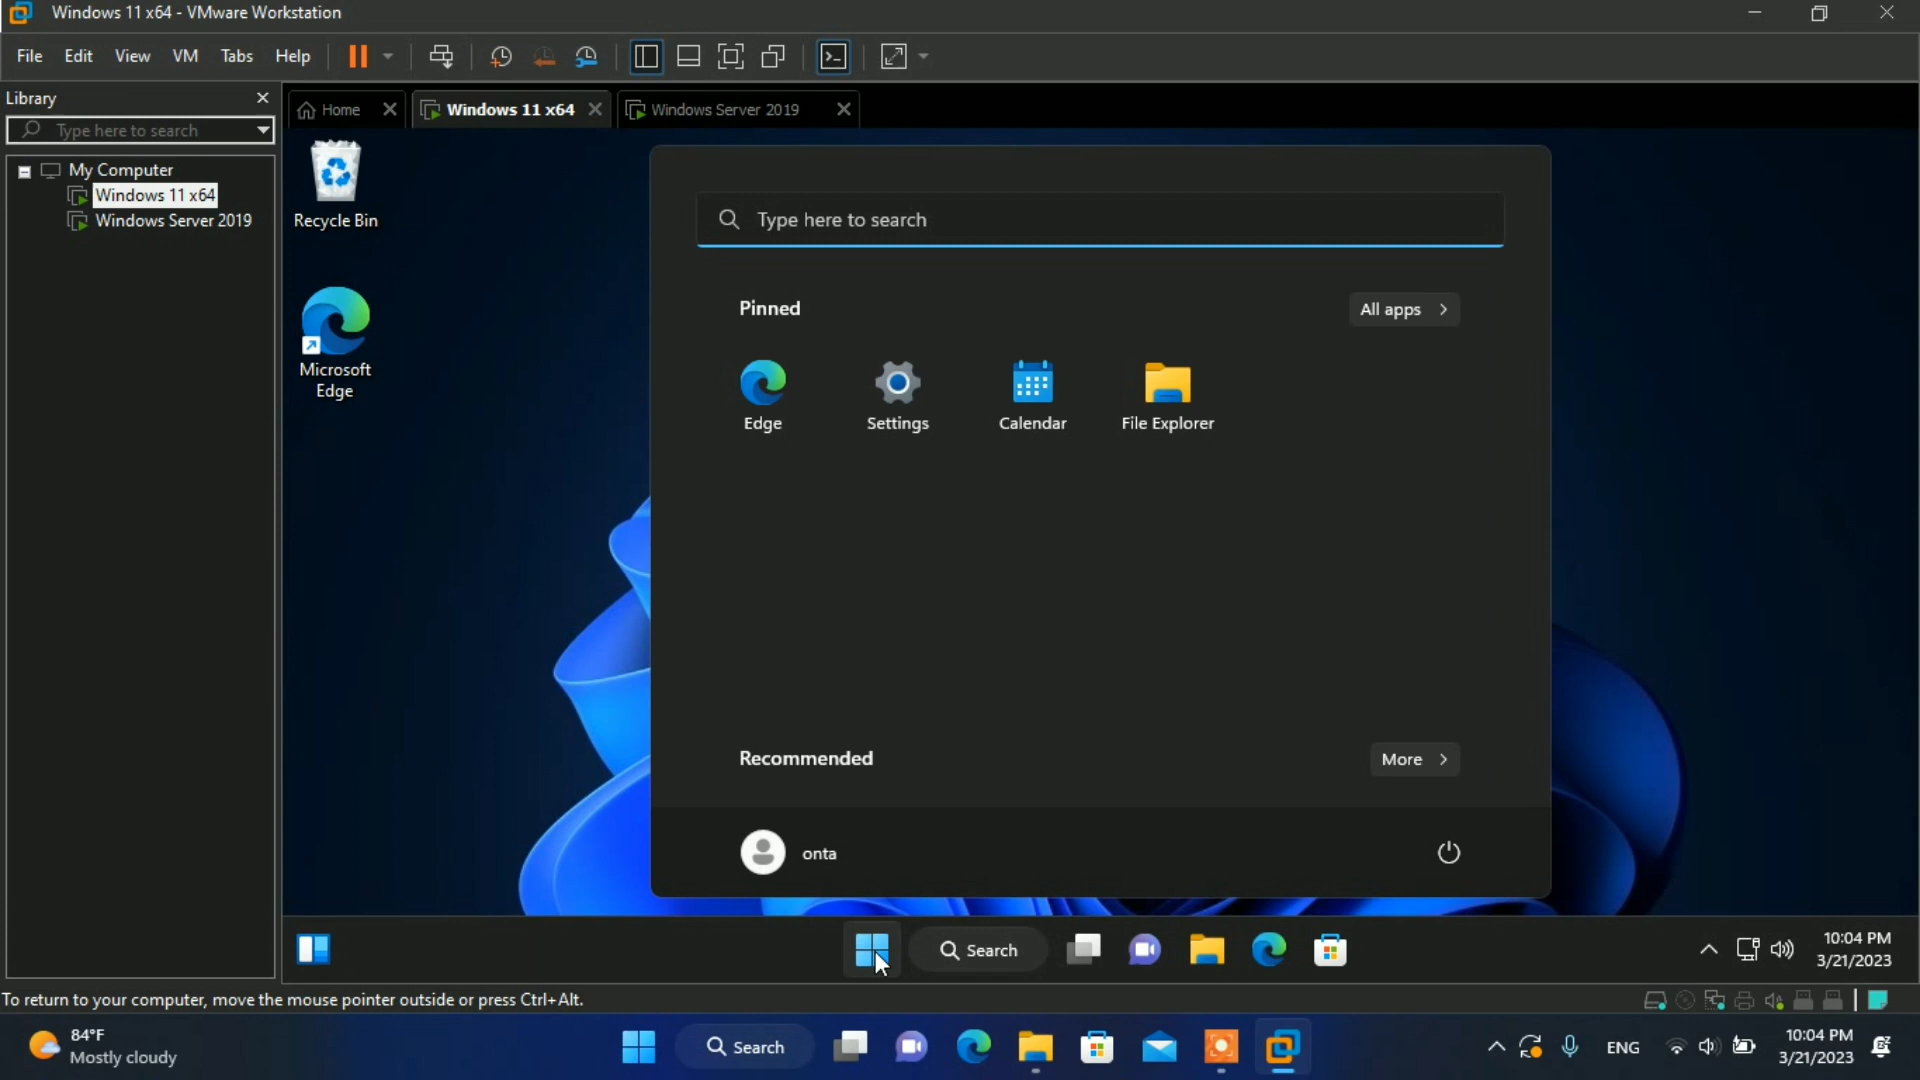 Windows 11 x64 - VMware Workstation
File Edit View VM Tabs Help
Library
Type here to search
My Computer
Windows 11 x64
Windows Server 2019
Home
Windows 11 x64
Windows Server 2019
Recycle Bin
Microsoft
Edge
Type here to search
Pinned
All apps
Edge
Settings
Calendar
File Explorer
Recommended
More
onta
Search
10:04 PM
3/21/2023
To return to your computer, move the mouse pointer outside or press Ctrl+Alt.
84°F
Mostly cloudy
Search
ENG
10:04 PM
3/21/2023